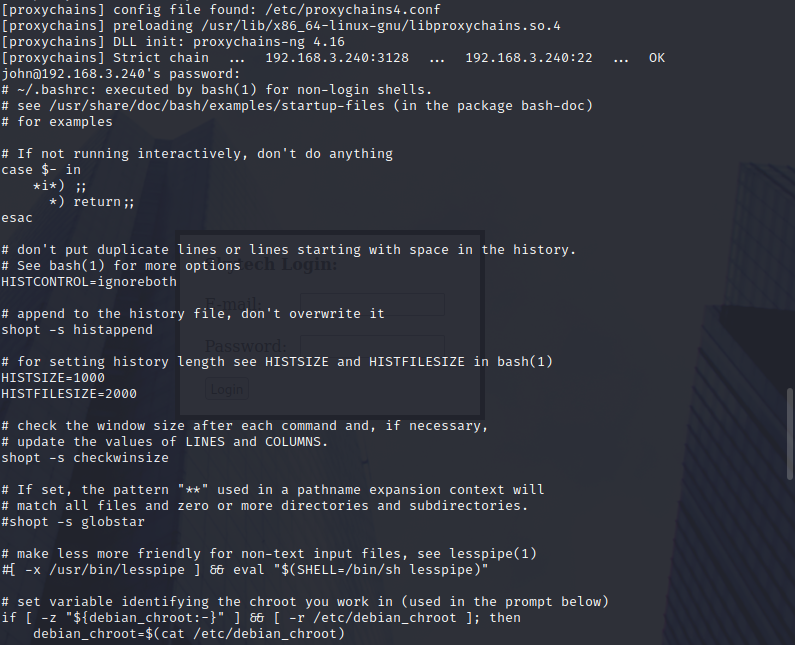 [proxychains] config file found: /etc/proxychains4.conf
[proxychains] preloading /usr/lib/x86_64-linux-gnu/libproxychains.so.4
[proxychains] DLL init: proxychains-ng 4.16
[proxychains] Strict chain  ...  192.168.3.240:3128  ...  192.168.3.240:22  ...  OK
john@192.168.3.240's password:
# ~/.bashrc: executed by bash(1) for non-login shells.
# see /usr/share/doc/bash/examples/startup-files (in the package bash-doc)
# for examples

# If not running interactively, don't do anything
case $- in
    *i*) ;;
      *) return;;
esac

# don't put duplicate lines or lines starting with space in the history.
# See bash(1) for more options
HISTCONTROL=ignoreboth

# append to the history file, don't overwrite it
shopt -s histappend

# for setting history length see HISTSIZE and HISTFILESIZE in bash(1)
HISTSIZE=1000
HISTFILESIZE=2000

# check the window size after each command and, if necessary,
# update the values of LINES and COLUMNS.
shopt -s checkwinsize

# If set, the pattern "**" used in a pathname expansion context will
# match all files and zero or more directories and subdirectories.
#shopt -s globstar

# make less more friendly for non-text input files, see lesspipe(1)
#[ -x /usr/bin/lesspipe ] && eval "$(SHELL=/bin/sh lesspipe)"

# set variable identifying the chroot you work in (used in the prompt below)
if [ -z "${debian_chroot:-}" ] && [ -r /etc/debian_chroot ]; then
    debian_chroot=$(cat /etc/debian_chroot)
Login:
E-mail:
Password:
Login